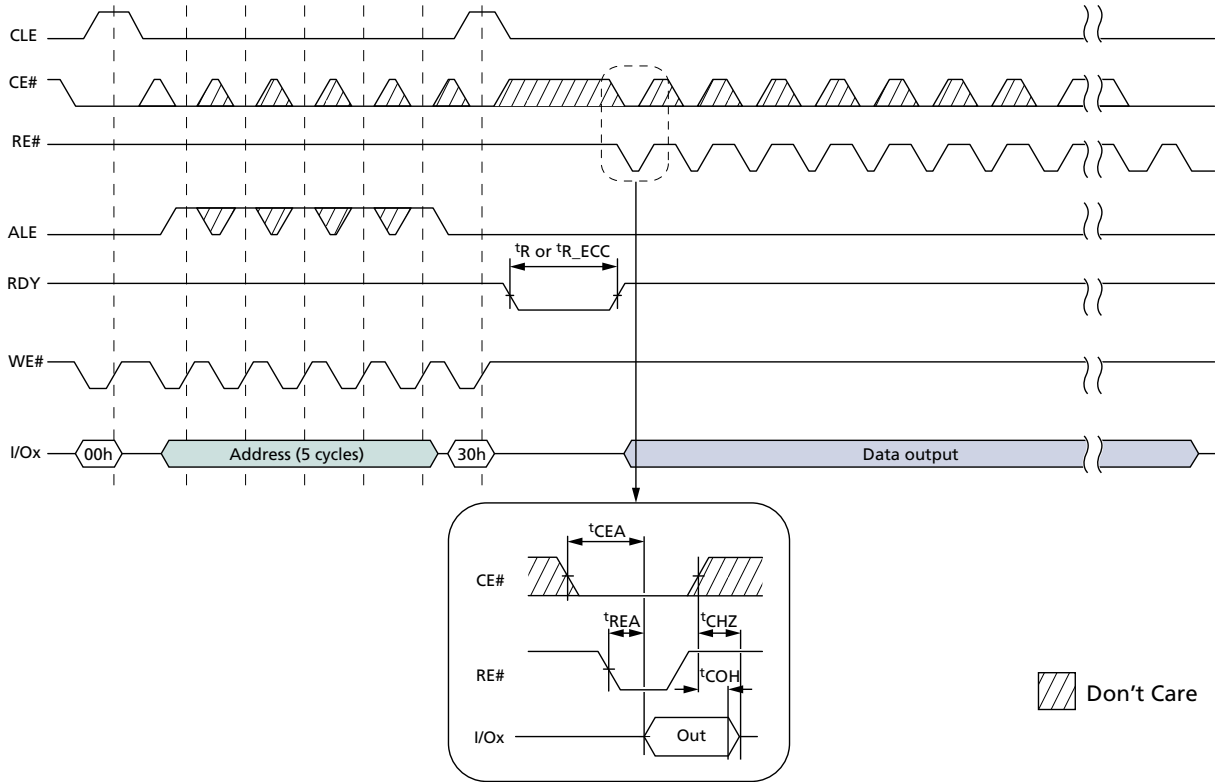 CLE
CE#
RE#
ALE
tR or tR_ECC
RDY
WE#
I/Ox
00h
Address (5 cycles)
30h
Data output
tCEA
CE#
tREA
tCHZ
RE#
tCOH
I/Ox
Out
Don't Care